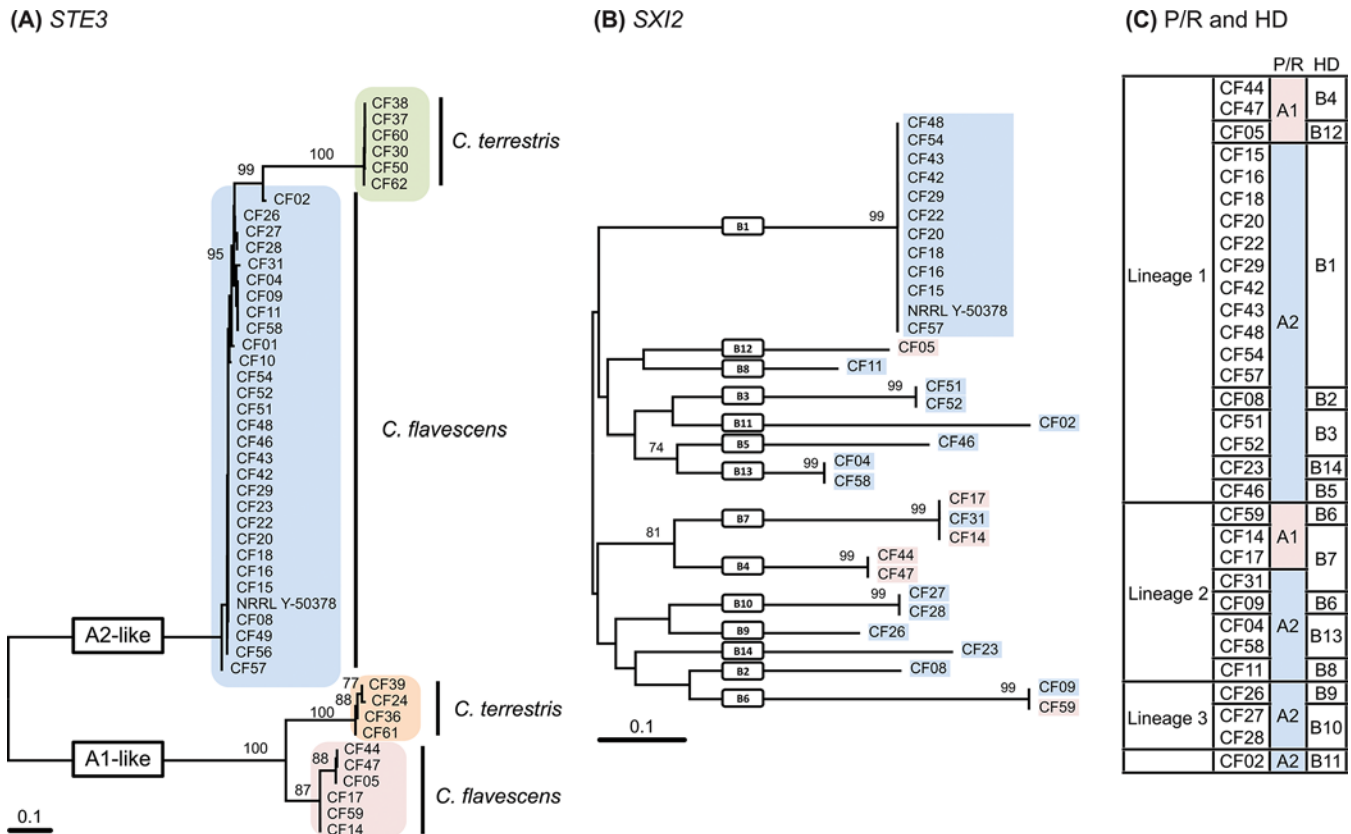 (A) STE3
CF38
CF37
CF60
CF30
CF50
CF62
C. terrestris
100
99
CF02
CF26
CF27
CF28
95
CF31
CF04
CF09
CF11
CF58
CF01
CF10
CF54
CF52
CF51
CF48
CF46
CF43
CF42
CF29
CF23
CF22
CF20
CF18
CF16
CF15
NRRL Y-50378
CF08
CF49
CF56
CF57
C. flavescens
A2-like
77
CF39
88
CF24
CF36
100
CF61
C. terrestris
A1-like
100
CF44
88
CF47
CF05
87
CF17
CF59
CF14
C. flavescens
0.1
(B) SXI2
CF48
CF54
CF43
CF42
CF29
CF22
B1
99
CF20
CF18
CF16
CF15
NRRL Y-50378
CF57
B12
CF05
B8
CF11
B3
99
CF51
CF52
B11
CF02
B5
CF46
74
B13
99
CF04
CF58
CF17
B7
99
CF31
CF14
81
B4
99
CF44
CF47
B10
99
CF27
CF28
B9
CF26
B14
CF23
B2
CF08
B6
99
CF09
CF59
0.1
(C) P/R and HD
P/R HD
Lineage 1
CF44
CF47
A1
B4
CF05
B12
CF15
CF16
CF18
CF20
CF22
CF29
CF42
CF43
CF48
CF54
CF57
A2
B1
CF08
B2
CF51
CF52
B3
CF23
B14
CF46
B5
Lineage 2
CF59
A1
B6
CF14
CF17
B7
CF31
A2
CF09
B6
CF04
CF58
B13
CF11
B8
Lineage 3
CF26
A2
B9
CF27
CF28
B10
CF02
A2
B11